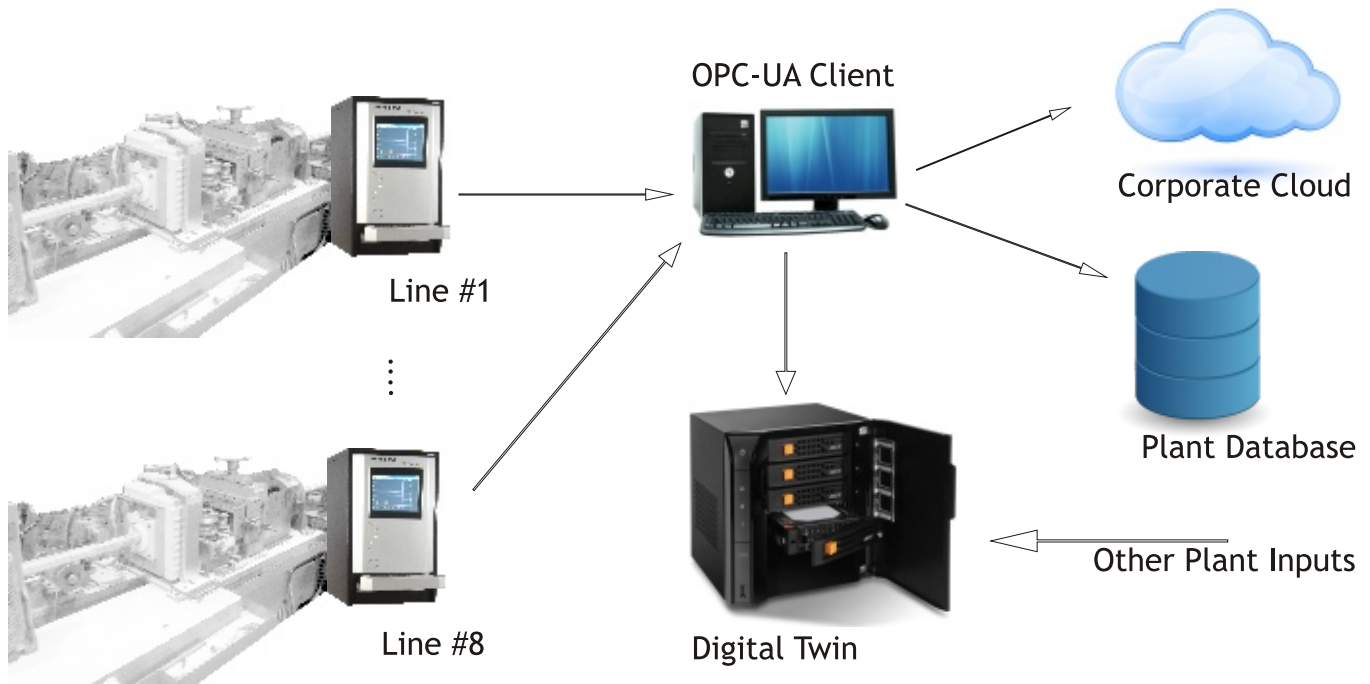 OPC-UA Client
Corporate Cloud
Line #1
Plant Database
Other Plant Inputs
Line #8
Digital Twin